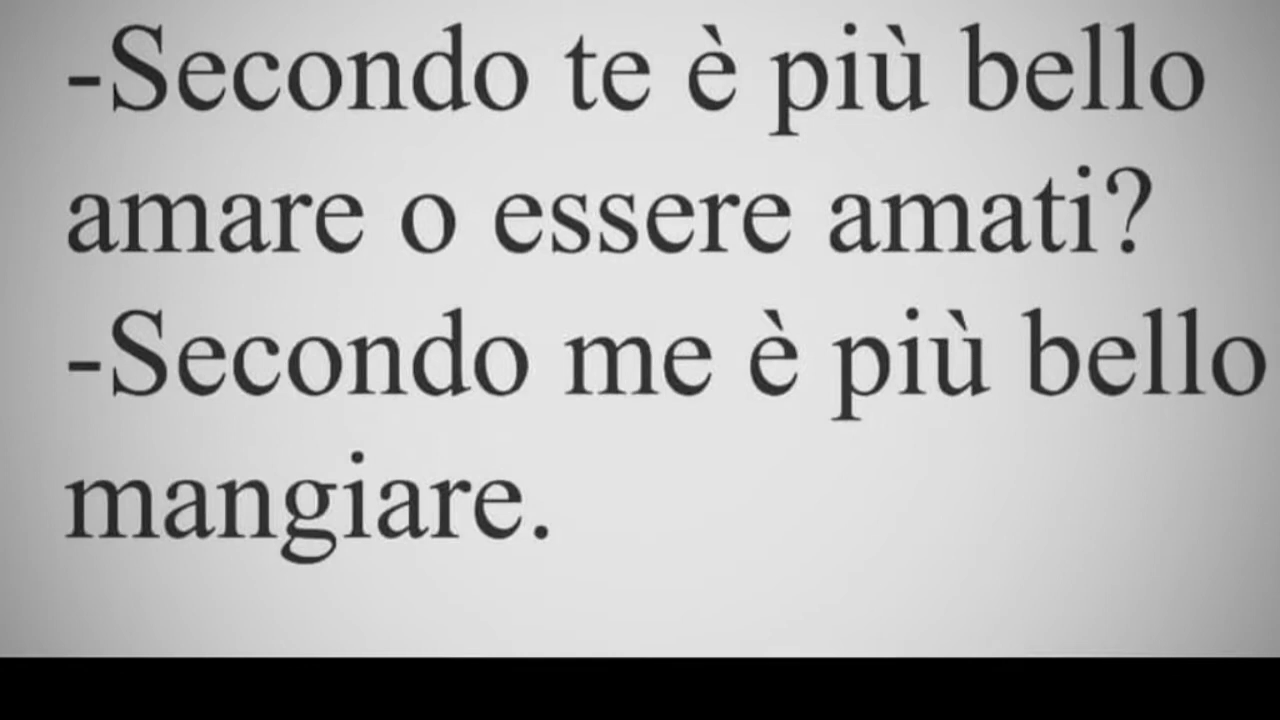 -Secondo te è più bello
amare o essere amati?
-Secondo me è più bello
mangiare.